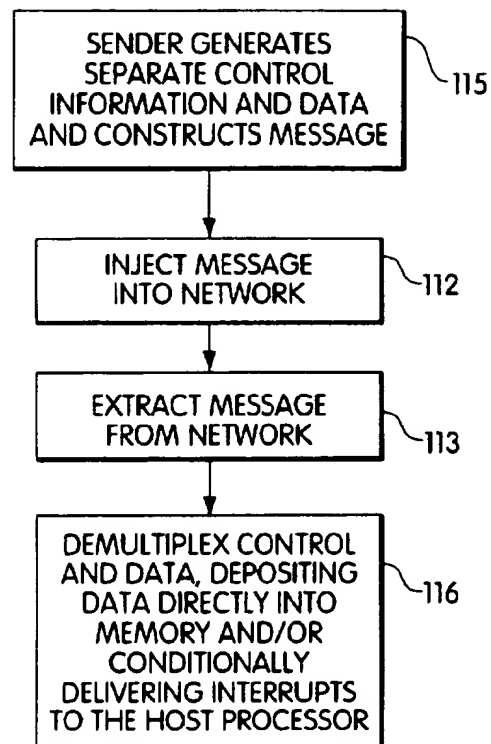 SENDER GENERATES
SEPARATE CONTROL
INFORMATION AND DATA
AND CONSTRUCTS MESSAGE
115
INJECT MESSAGE
INTO NETWORK
112
EXTRACT MESSAGE
FROM NETWORK
113
DEMULTIPLEX CONTROL
AND DATA, DEPOSITING
DATA DIRECTLY INTO
MEMORY AND/OR
CONDITIONALLY
DELIVERING INTERRUPTS
TO THE HOST PROCESSOR
116